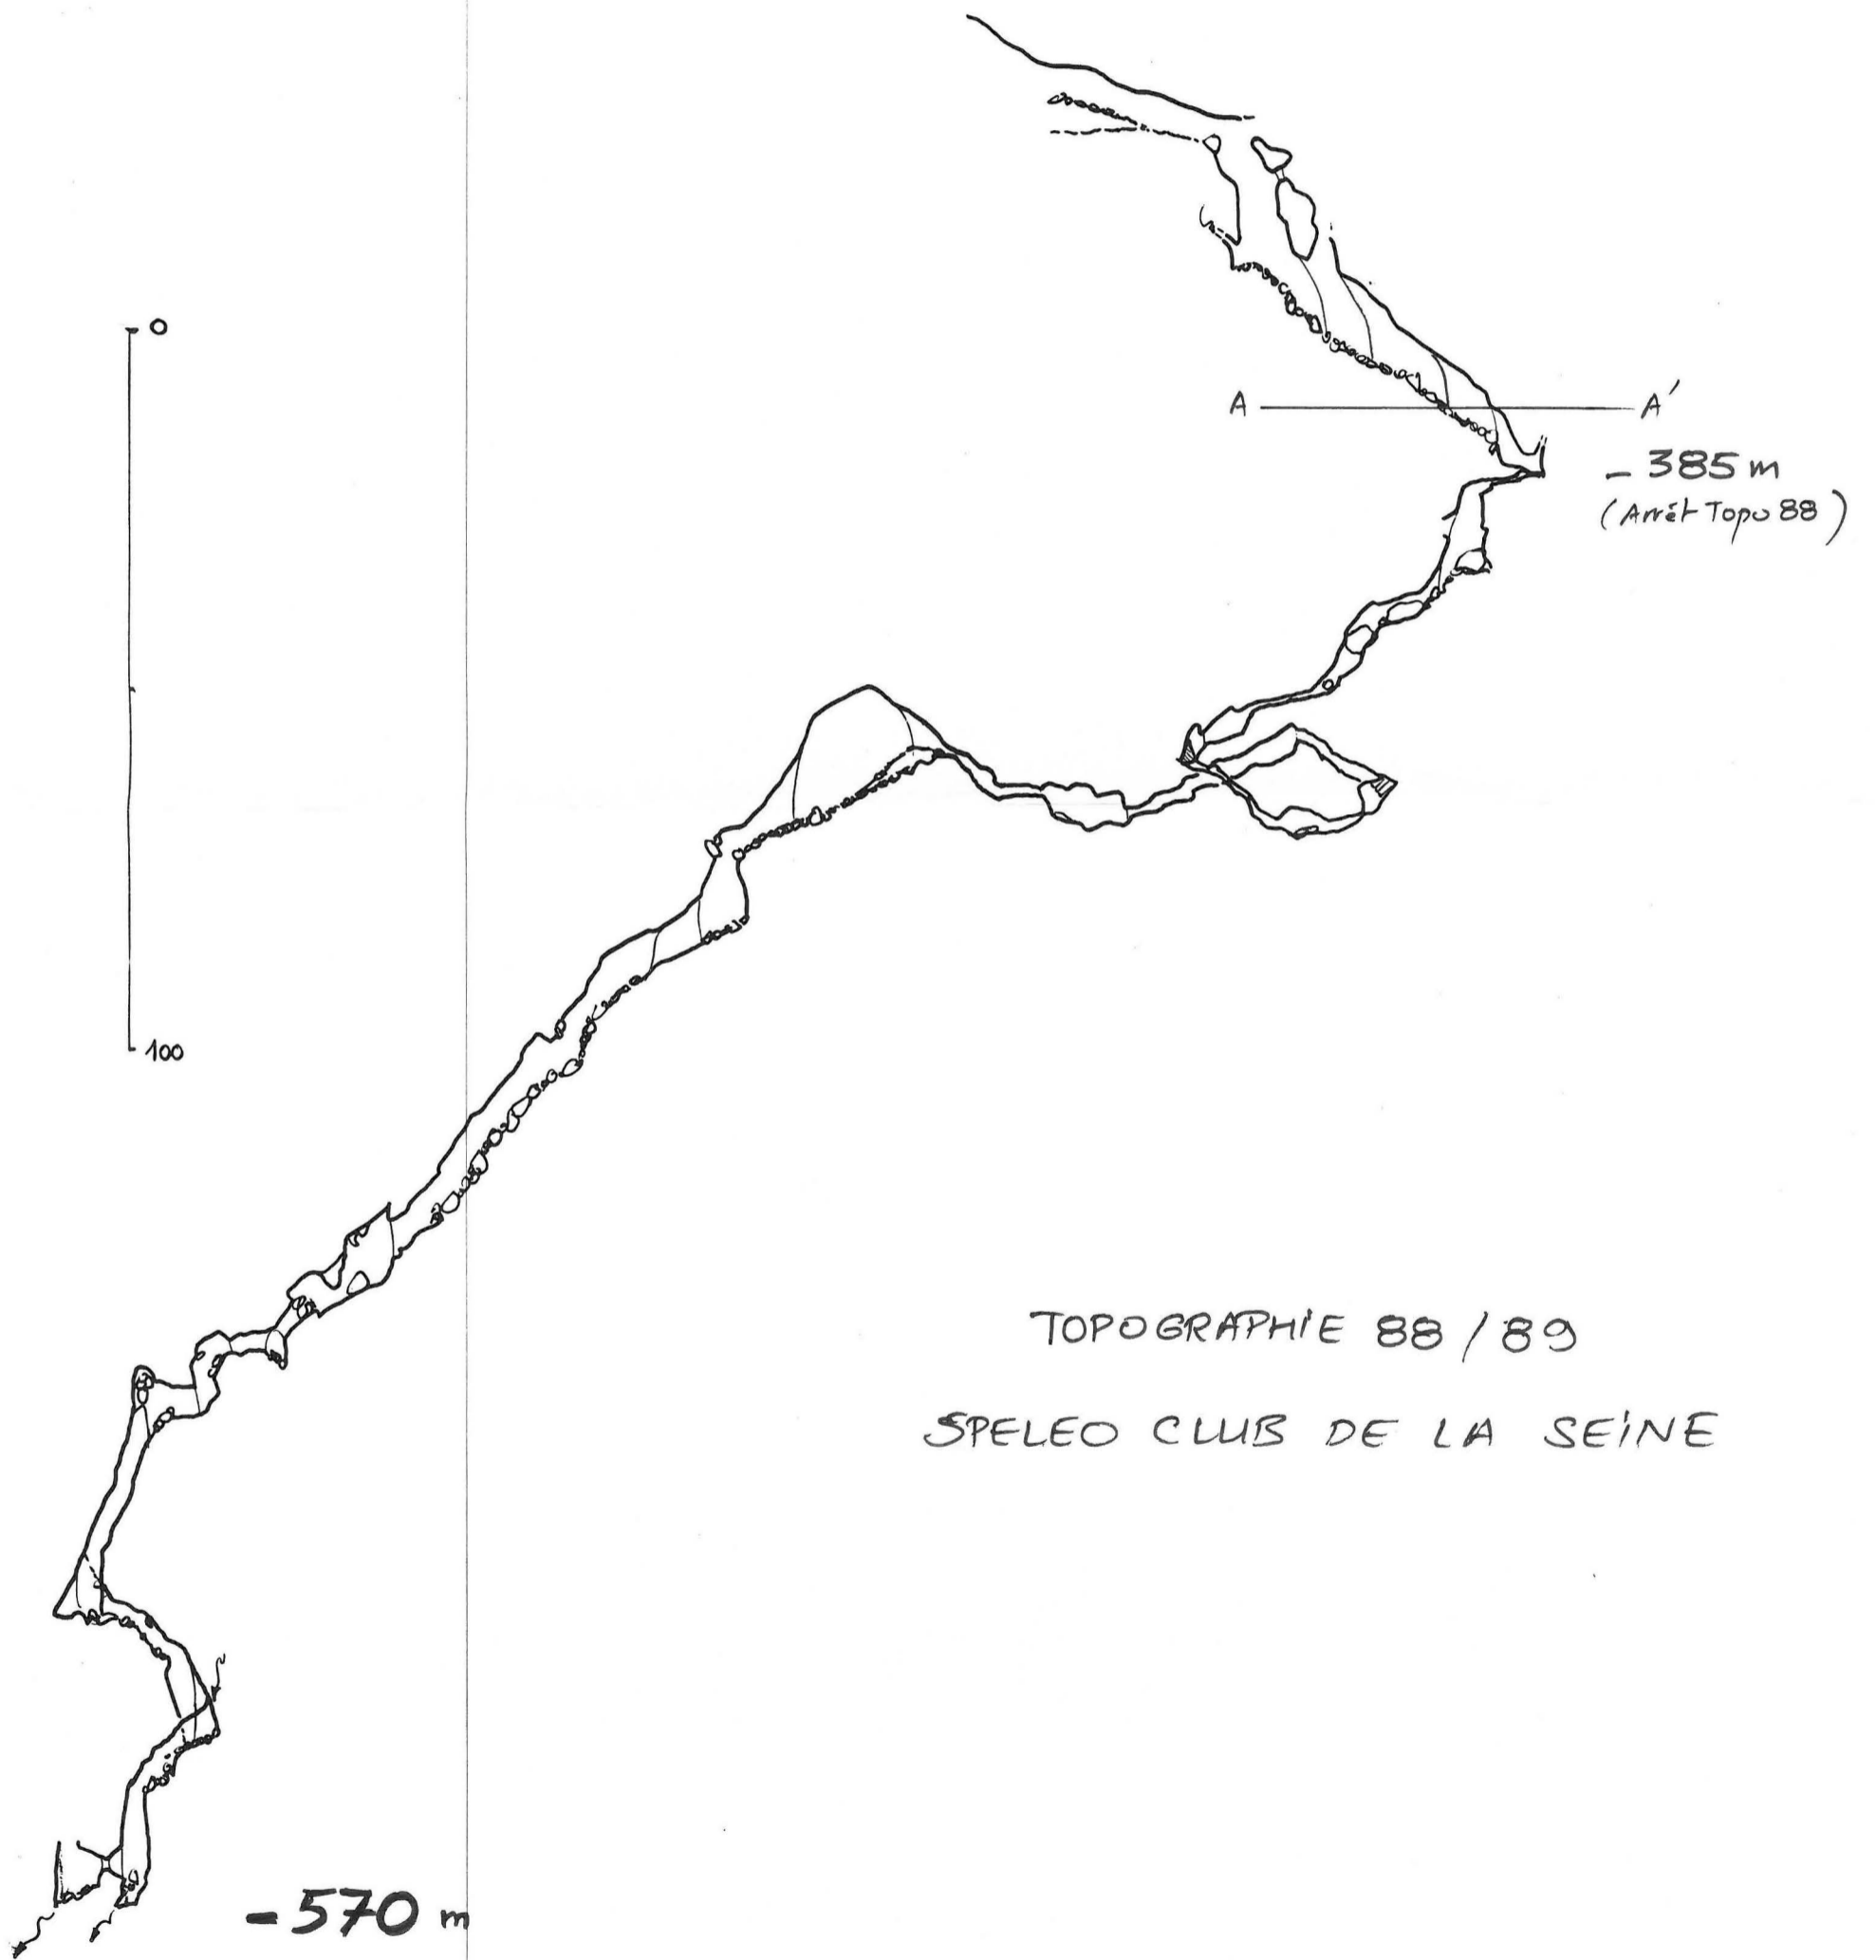 0
A A'
- 385 m
(Arrêt Topo 88)
100
TOPOGRAPHIE 88 / 89
SPELEO CLUB DE LA SEINE
- 570 m